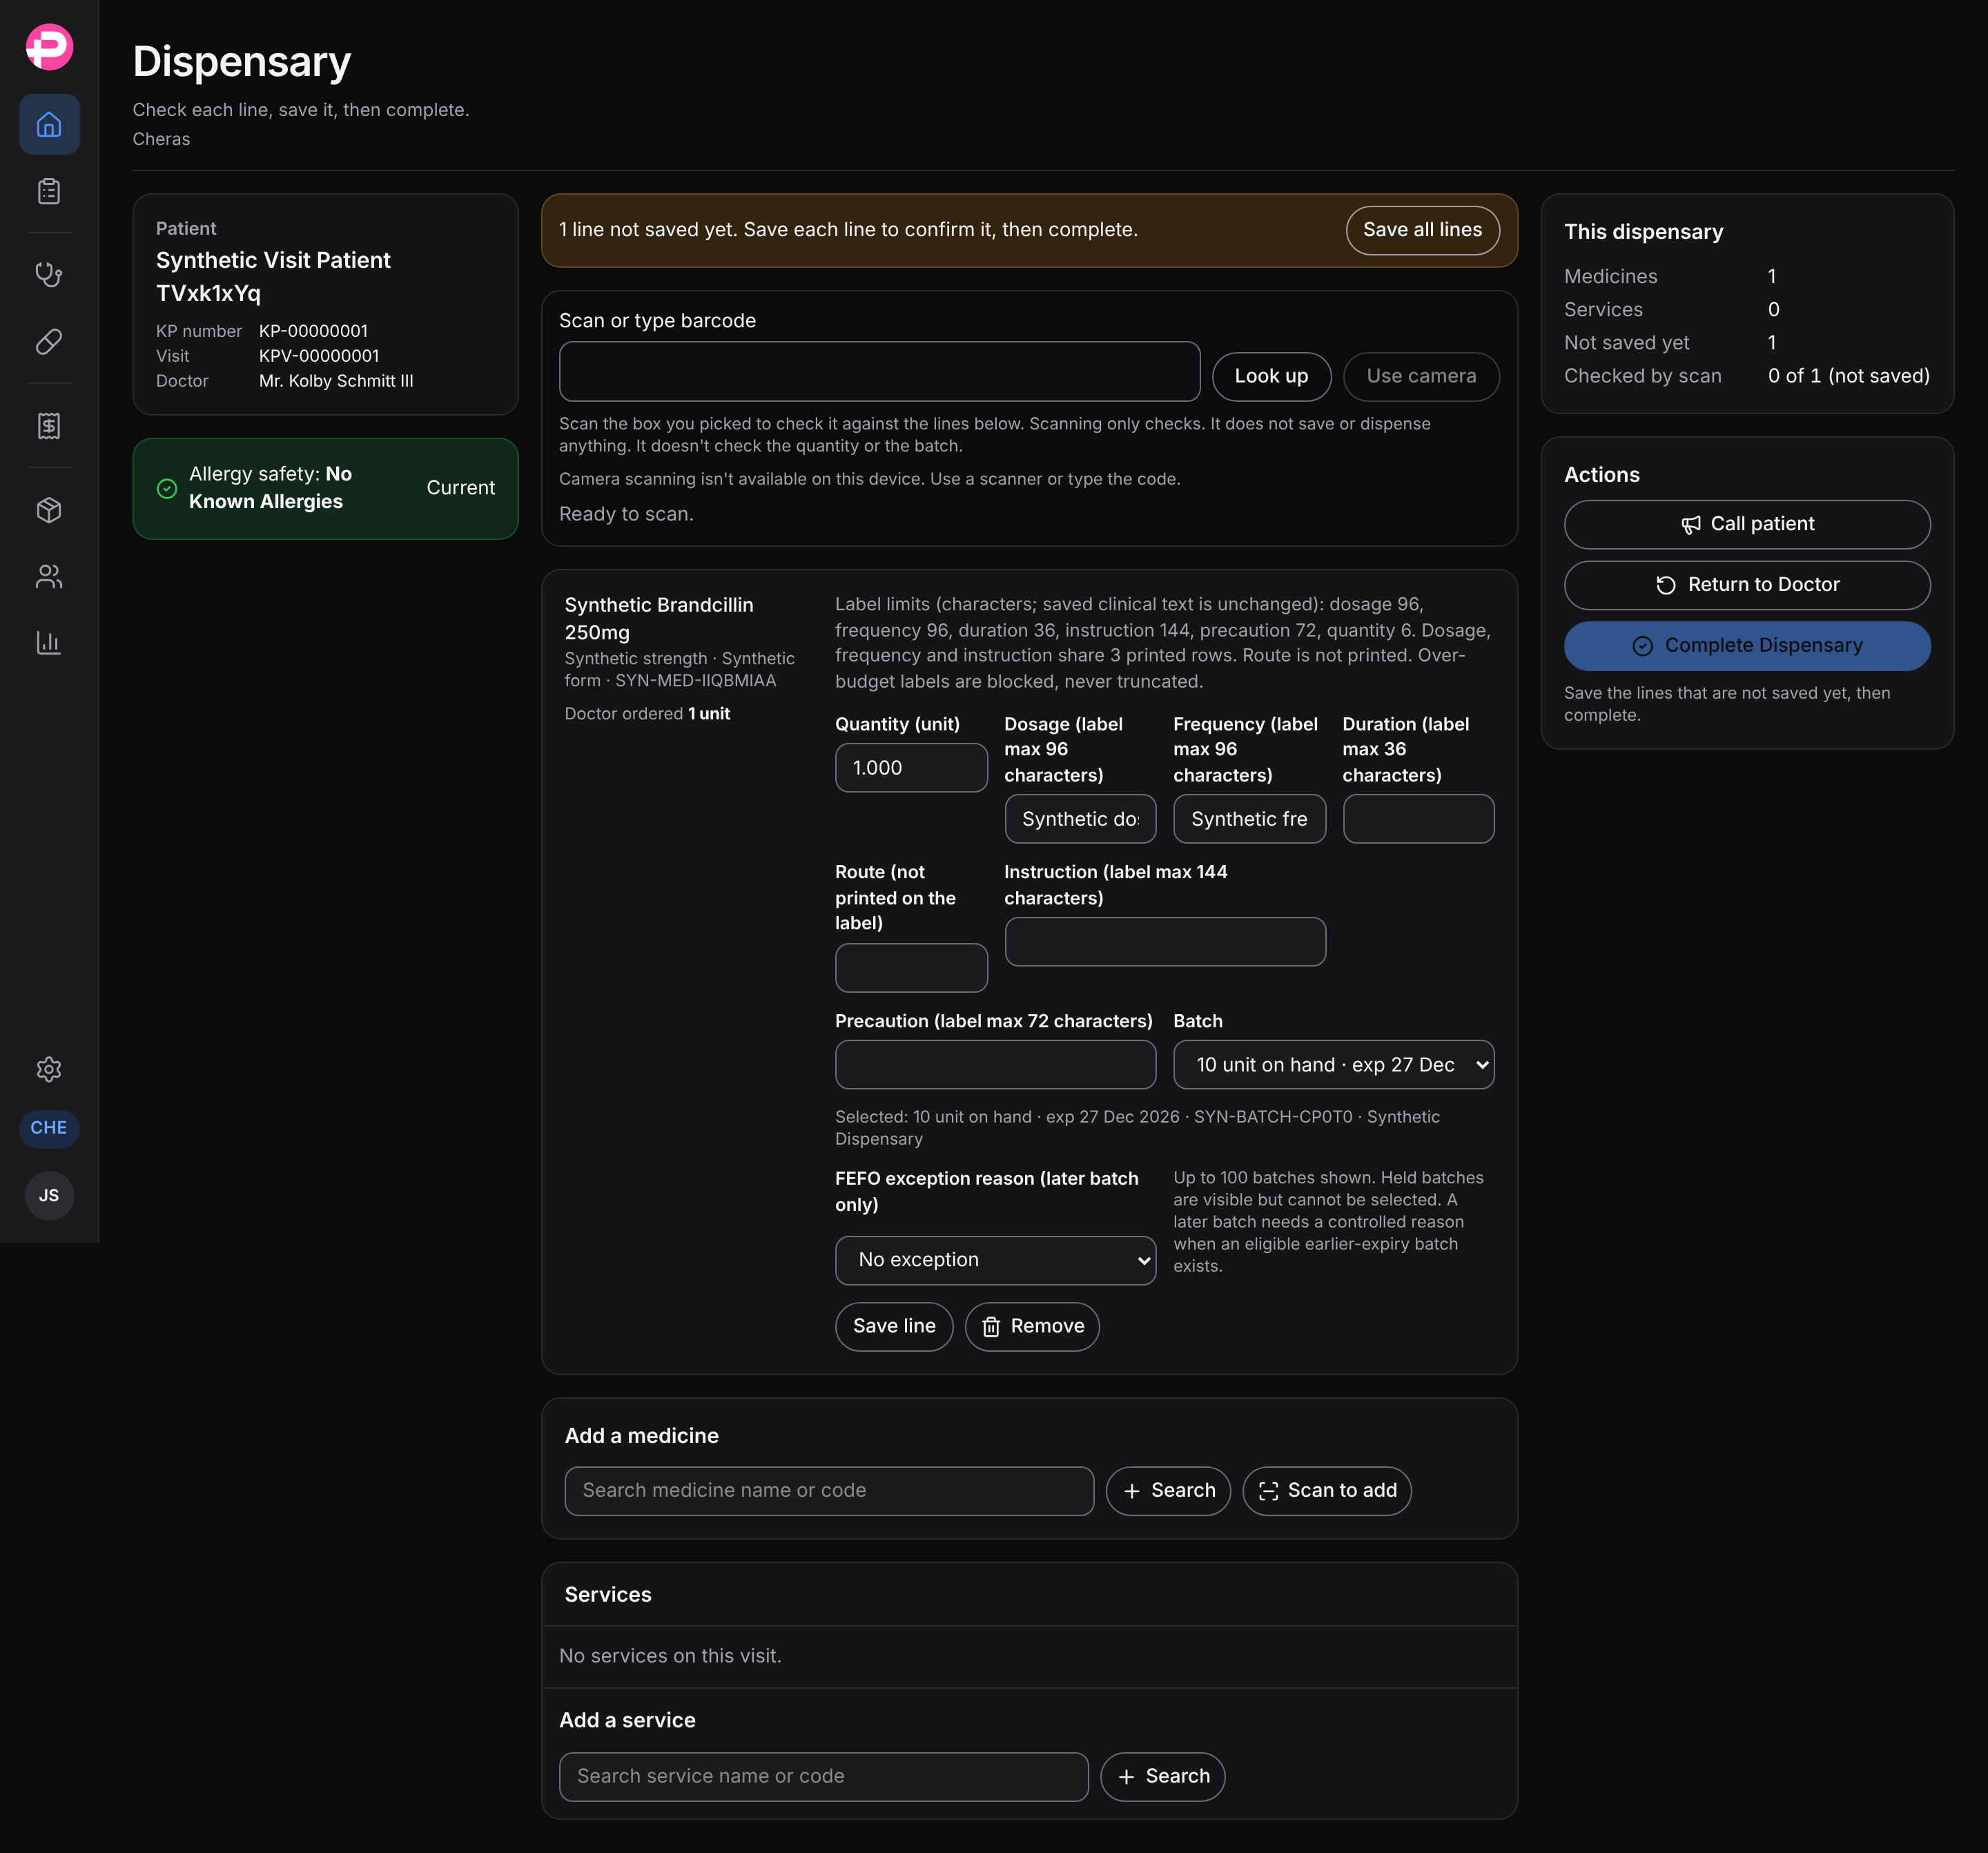 Dispensary
Check each line, save it, then complete.
Cheras
Patient
Synthetic Visit Patient
TVxk1xYq
KP number KP-00000001
Visit KPV-00000001
Doctor Mr. Kolby Schmitt III
Allergy safety: No
Known Allergies
Current
1 line not saved yet. Save each line to confirm it, then complete.
Save all lines
Scan or type barcode
Look up
Use camera
Scan the box you picked to check it against the lines below. Scanning only checks. It does not save or dispense
anything. It doesn't check the quantity or the batch.
Camera scanning isn't available on this device. Use a scanner or type the code.
Ready to scan.
Synthetic Brandcillin
250mg
Synthetic strength · Synthetic
form · SYN-MED-IIQBMIAA
Doctor ordered 1 unit
Label limits (characters; saved clinical text is unchanged): dosage 96,
frequency 96, duration 36, instruction 144, precaution 72, quantity 6. Dosage,
frequency and instruction share 3 printed rows. Route is not printed. Over-
budget labels are blocked, never truncated.
Quantity (unit)
1.000
Dosage (label
max 96
characters)
Synthetic do
Frequency (label
max 96
characters)
Synthetic fre
Duration (label
max 36
characters)
Route (not
printed on the
label)
Instruction (label max 144
characters)
Precaution (label max 72 characters)
Batch
10 unit on hand · exp 27 Dec
Selected: 10 unit on hand · exp 27 Dec 2026 · SYN-BATCH-CP0T0 · Synthetic
Dispensary
FEFO exception reason (later batch
only)
No exception
Up to 100 batches shown. Held batches
are visible but cannot be selected. A
later batch needs a controlled reason
when an eligible earlier-expiry batch
exists.
Save line
Remove
Add a medicine
Search medicine name or code
Search
Scan to add
Services
No services on this visit.
Add a service
Search service name or code
Search
This dispensary
Medicines 1
Services 0
Not saved yet 1
Checked by scan 0 of 1 (not saved)
Actions
Call patient
Return to Doctor
Complete Dispensary
Save the lines that are not saved yet, then
complete.
CHE
JS